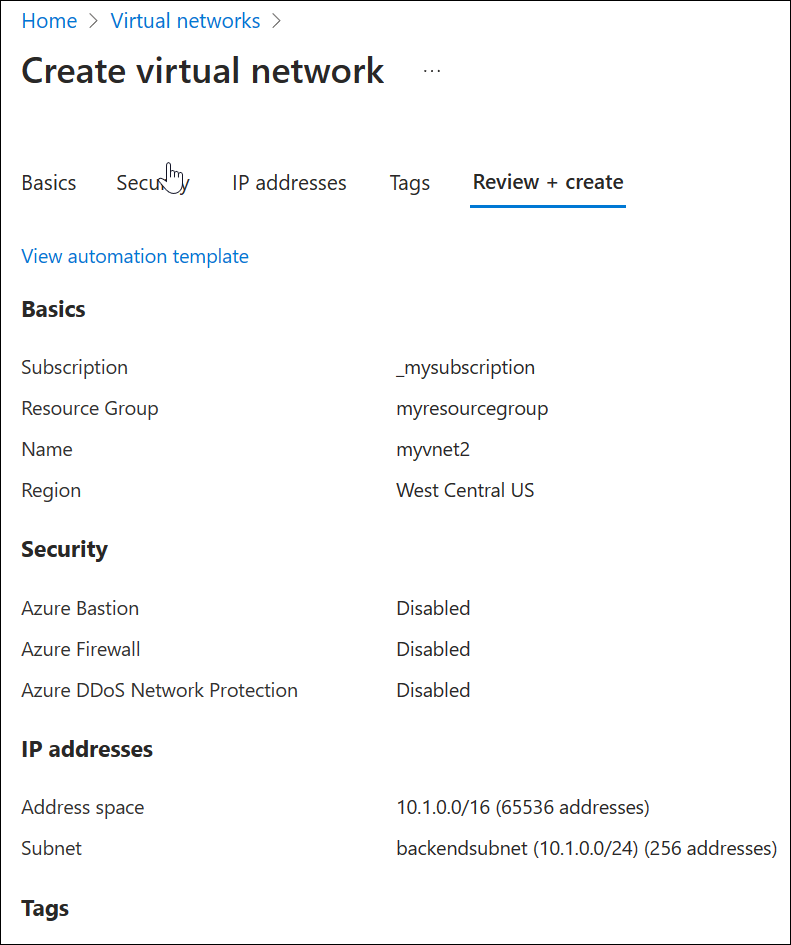 Home > Virtual networks >
Create virtual network ...
Basics Security IP addresses Tags Review + create
View automation template
Basics
Subscription _mysubscription
Resource Group myresourcegroup
Name myvnet2
Region West Central US
Security
Azure Bastion Disabled
Azure Firewall Disabled
Azure DDoS Network Protection Disabled
IP addresses
Address space 10.1.0.0/16 (65536 addresses)
Subnet backendsubnet (10.1.0.0/24) (256 addresses)
Tags